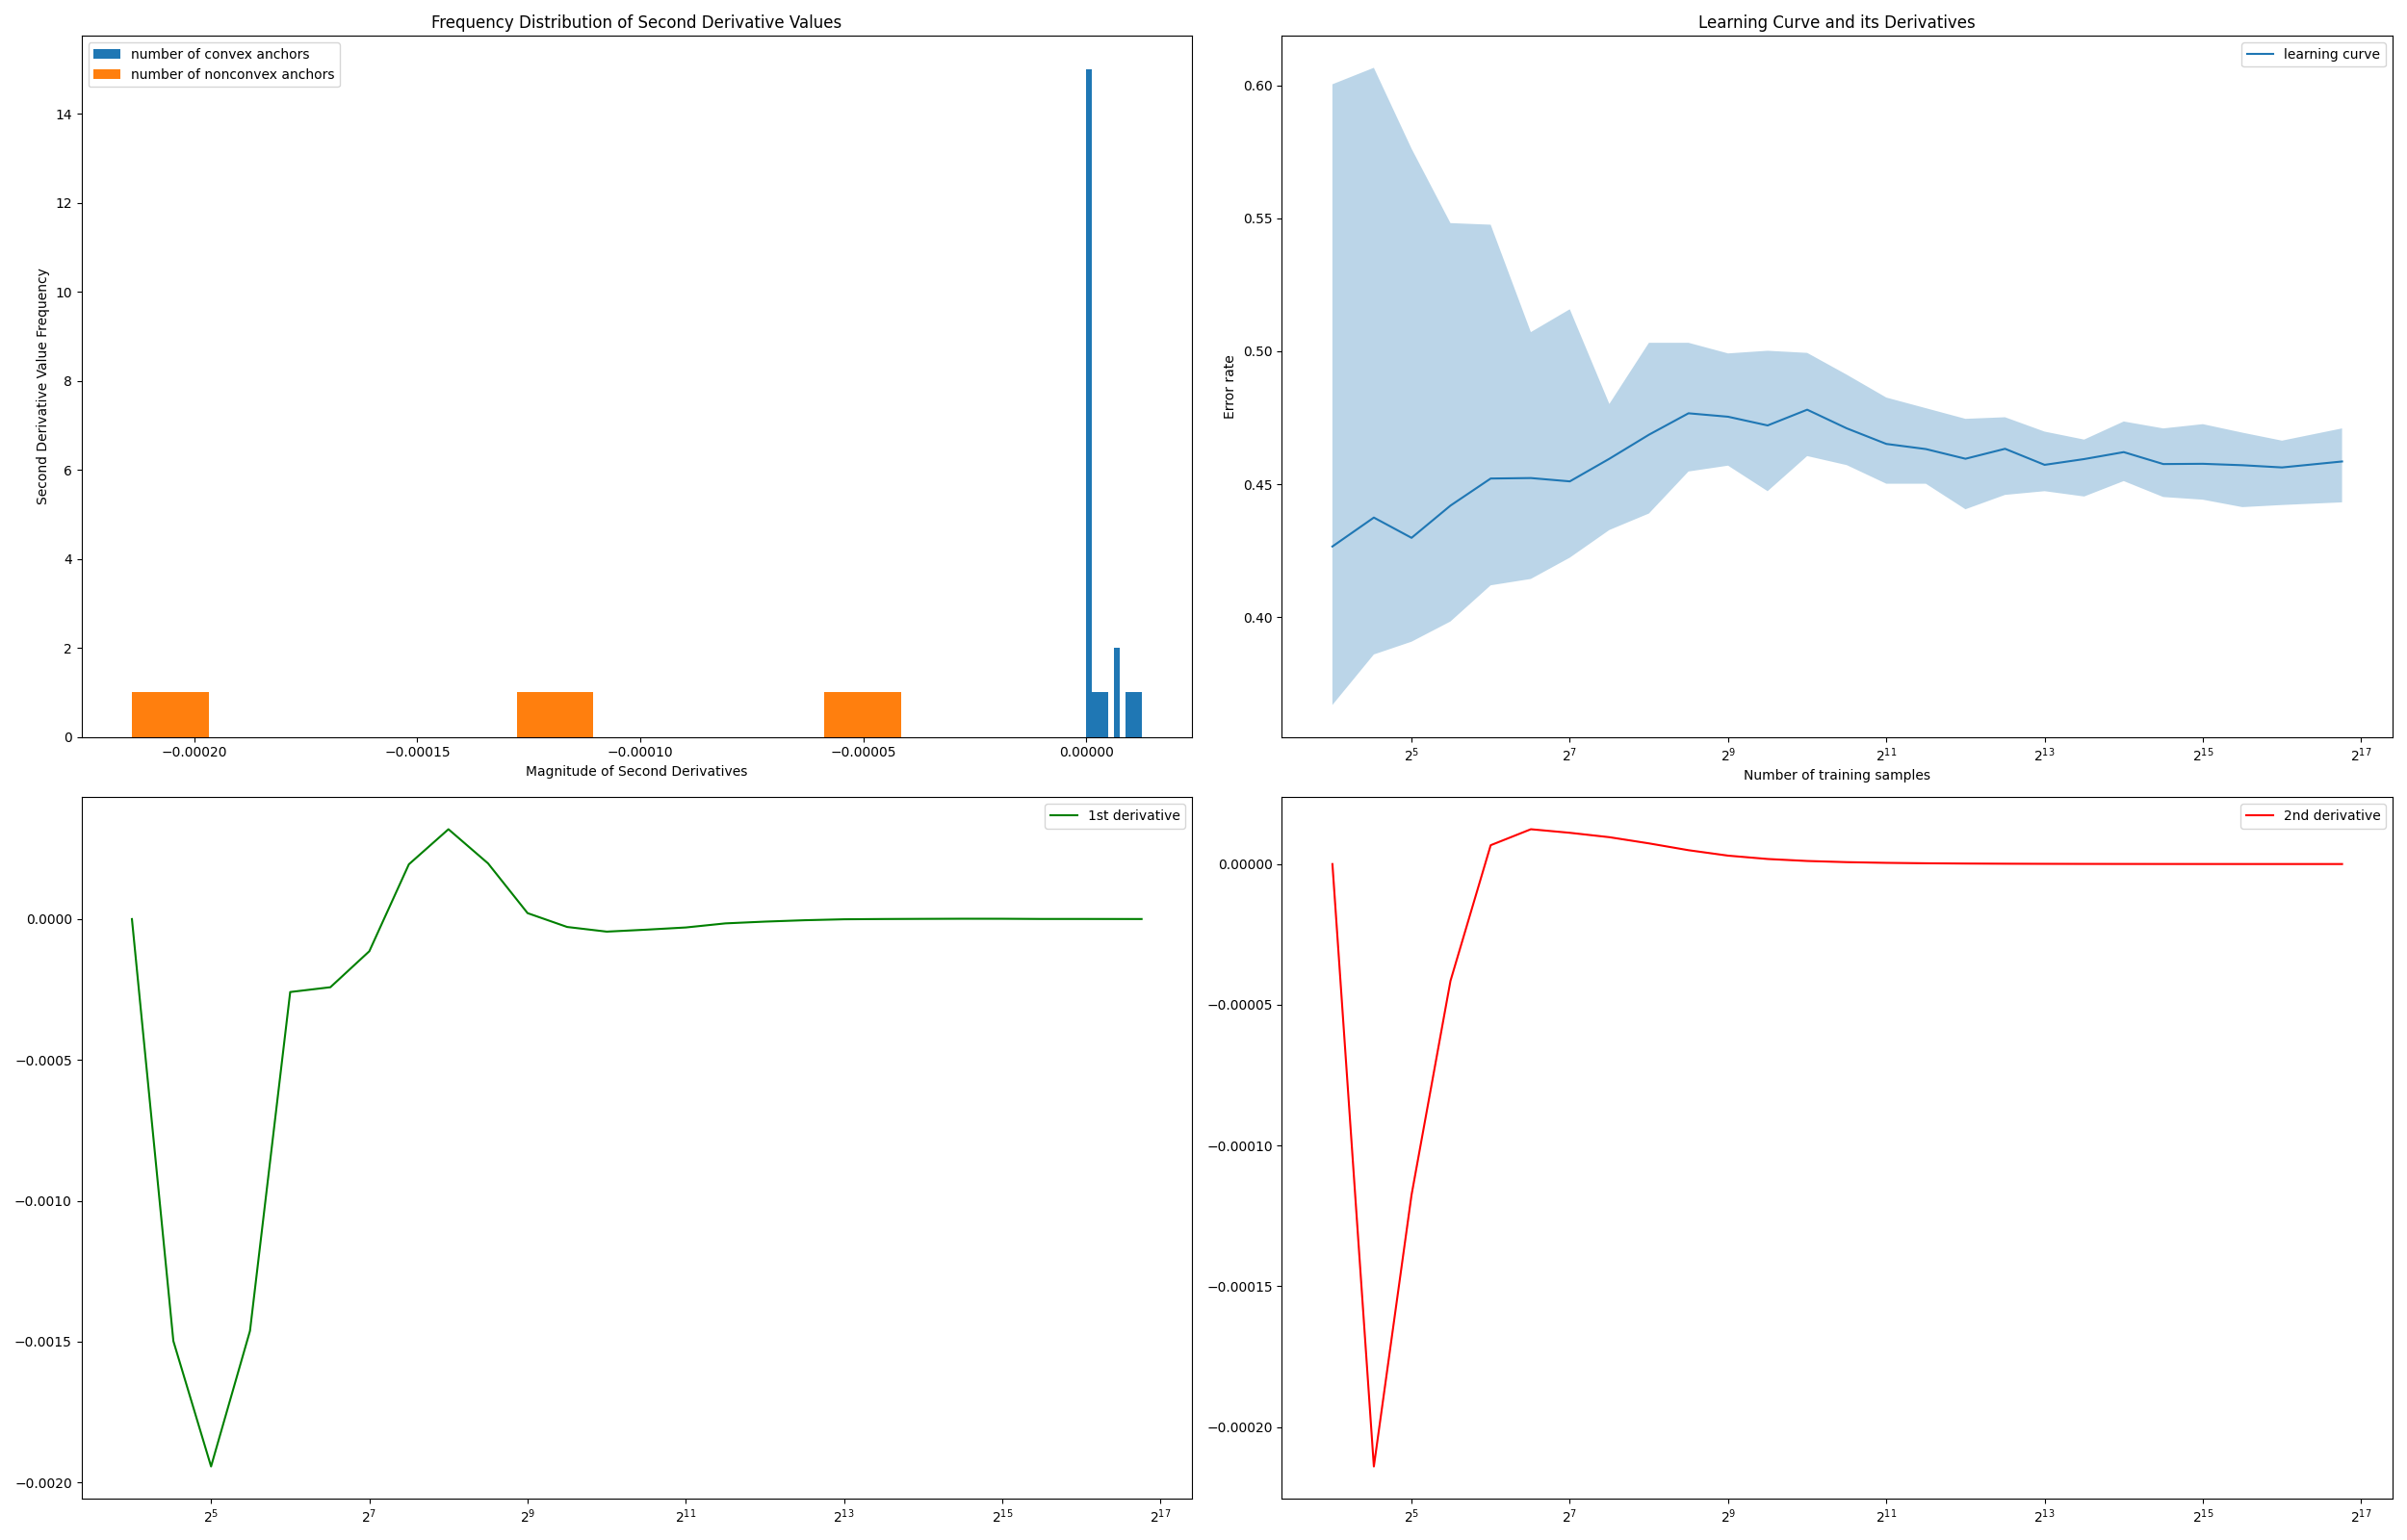 Frequency Distribution of Second Derivative Values
number of convex anchors
number of nonconvex anchors
Second Derivative Value Frequency
14
12
10
8
6
4
2
0
−0.00020 −0.00015 −0.00010 −0.00005 0.00000
Magnitude of Second Derivatives
Learning Curve and its Derivatives
learning curve
Error rate
0.60
0.55
0.50
0.45
0.40
2^5 2^7 2^9 2^11 2^13 2^15 2^17
Number of training samples
1st derivative
0.0000
−0.0005
−0.0010
−0.0015
−0.0020
2^5 2^7 2^9 2^11 2^13 2^15 2^17
2nd derivative
0.00000
−0.00005
−0.00010
−0.00015
−0.00020
2^5 2^7 2^9 2^11 2^13 2^15 2^17